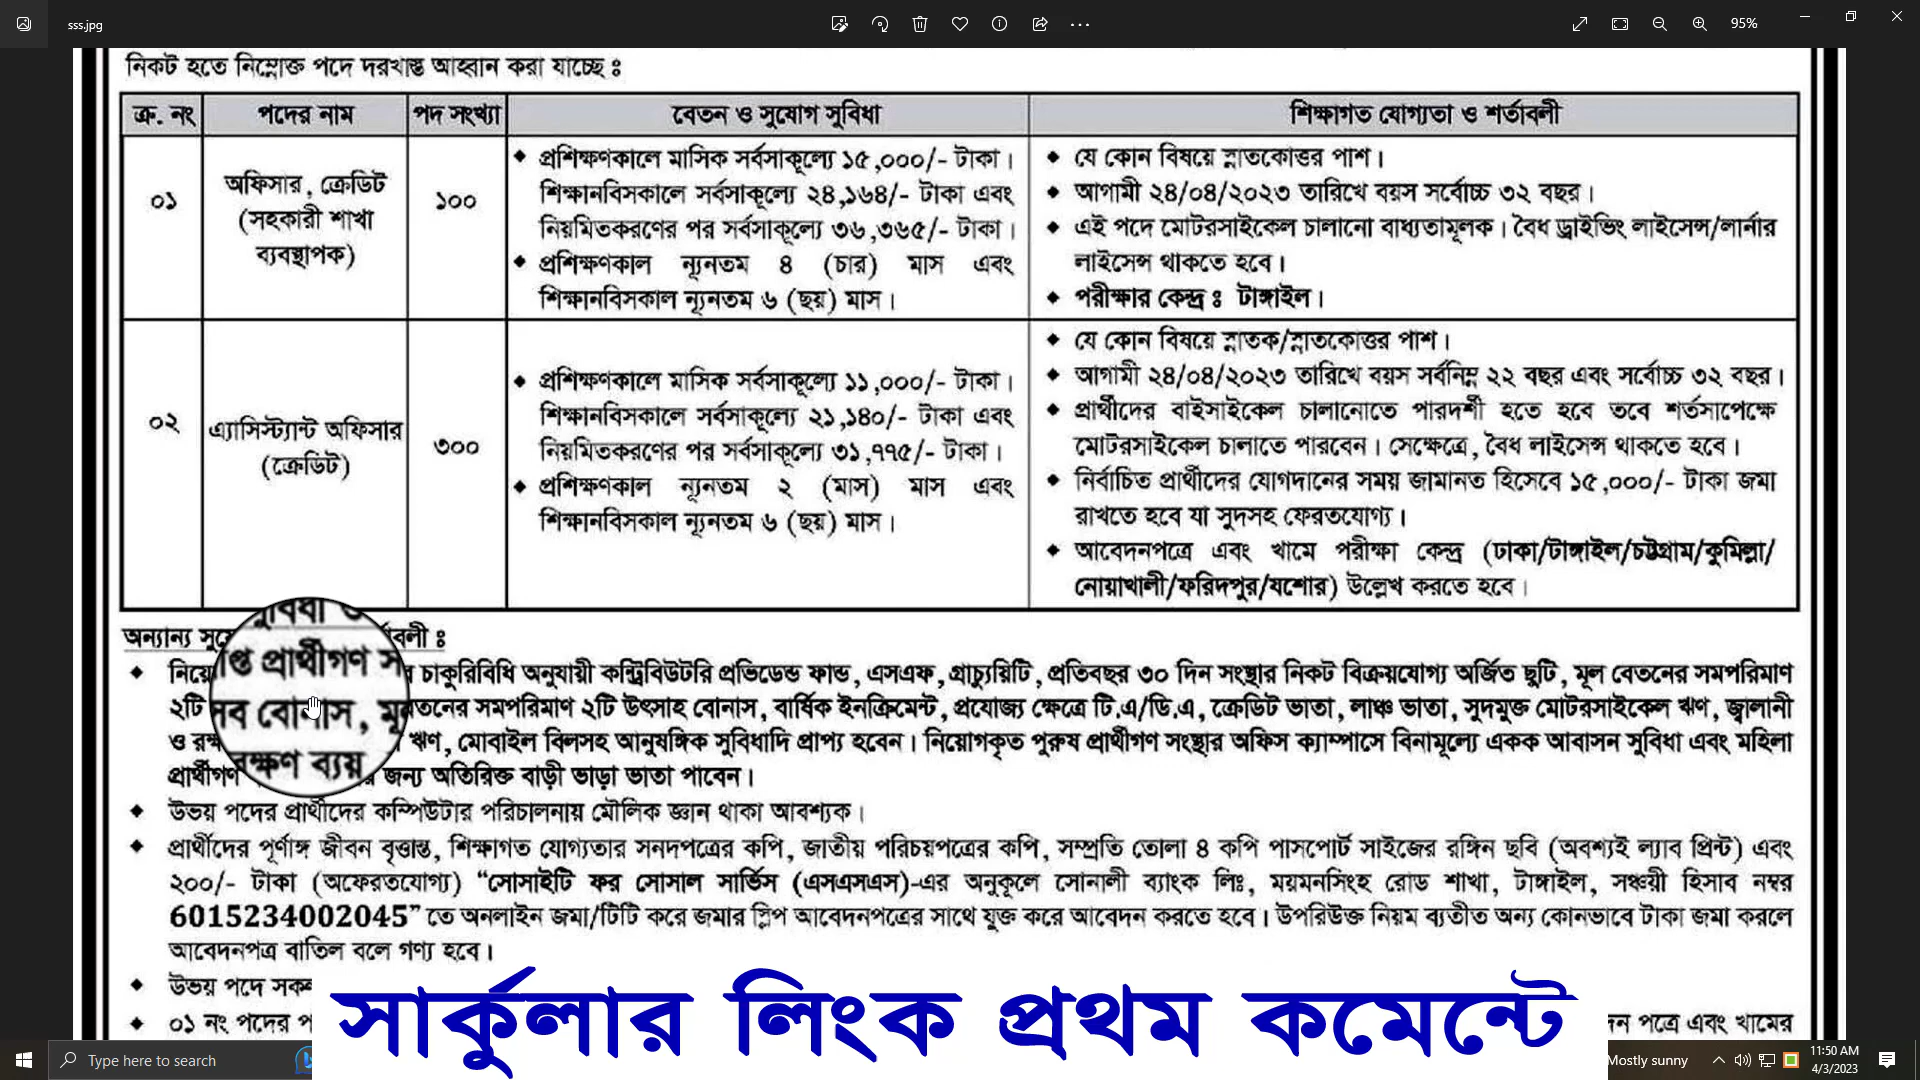 sss.jpg
95%
নিকট হতে নিম্নোক্ত পদে দরখাস্ত আহ্বান করা যাচ্ছে ঃ
ক্র. নং পদের নাম পদ সংখ্যা বেতন ও সুযোগ সুবিধা শিক্ষাগত যোগ্যতা ও শর্তাবলী
০১
অফিসার, ক্রেডিট
(সহকারী শাখা
ব্যবস্থাপক)
১০০
প্রশিক্ষণকালে মাসিক সর্বসাকূল্যে ১৫,০০০/- টাকা।
শিক্ষানবিসকালে সর্বসাকূল্যে ২৪,১৬৪/- টাকা এবং
নিয়মিতকরণের পর সর্বসাকূল্যে ৩৬,৩৬৫/- টাকা।
প্রশিক্ষণকাল ন্যূনতম ৪ (চার) মাস এবং
শিক্ষানবিসকাল ন্যূনতম ৬ (ছয়) মাস।
যে কোন বিষয়ে স্নাতকোত্তর পাশ।
আগামী ২৪/০৪/২০২৩ তারিখে বয়স সর্বোচ্চ ৩২ বছর।
এই পদে মোটরসাইকেল চালানো বাধ্যতামূলক। বৈধ ড্রাইভিং লাইসেন্স/লার্নার
লাইসেন্স থাকতে হবে।
পরীক্ষার কেন্দ্র ঃ টাঙ্গাইল।
০২
এ্যাসিস্ট্যান্ট অফিসার
(ক্রেডিট)
৩০০
প্রশিক্ষণকালে মাসিক সর্বসাকূল্যে ১১,০০০/- টাকা।
শিক্ষানবিসকালে সর্বসাকূল্যে ২১,১৪০/- টাকা এবং
নিয়মিতকরণের পর সর্বসাকূল্যে ৩১,৭৭৫/- টাকা।
প্রশিক্ষণকাল ন্যূনতম ২ (মাস) মাস এবং
শিক্ষানবিসকাল ন্যূনতম ৬ (ছয়) মাস।
যে কোন বিষয়ে স্নাতক/স্নাতকোত্তর পাশ।
আগামী ২৪/০৪/২০২৩ তারিখে বয়স সর্বনিম্ন ২২ বছর এবং সর্বোচ্চ ৩২ বছর।
প্রার্থীদের বাইসাইকেল চালানোতে পারদর্শী হতে হবে তবে শর্তসাপেক্ষে
মোটরসাইকেল চালাতে পারবেন। সেক্ষেত্রে, বৈধ লাইসেন্স থাকতে হবে।
নির্বাচিত প্রার্থীদের যোগদানের সময় জামানত হিসেবে ১৫,০০০/- টাকা জমা
রাখতে হবে যা সুদসহ ফেরতযোগ্য।
আবেদনপত্রে এবং খামে পরীক্ষা কেন্দ্র (ঢাকা/টাঙ্গাইল/চট্টগ্রাম/কুমিল্লা/
নোয়াখালী/ফরিদপুর/যশোর) উল্লেখ করতে হবে।
অন্যান্য
প্রার্থীগণ
বোনাস,
ব্যয়
চাকুরিবিধি অনুযায়ী কন্ট্রিবিউটরি প্রভিডেন্ড ফান্ড, এসএফ, গ্র্যাচ্যুয়িটি, প্রতিবছর ৩০ দিন সংস্থার নিকট বিক্রয়যোগ্য অর্জিত ছুটি, মূল বেতনের সমপরিমাণ
২টি সমপরিমাণ ২টি উৎসাহ বোনাস, বার্ষিক ইনক্রিমেন্ট, প্রযোজ্য ক্ষেত্রে টি.এ/ডি.এ, ক্রেডিট ভাতা, লাঞ্চ ভাতা, সুদমুক্ত মোটরসাইকেল ঋণ, জ্বালানী
ও ঋণ, মোবাইল বিলসহ আনুষঙ্গিক সুবিধাদি প্রাপ্য হবেন। নিয়োগকৃত পুরুষ প্রার্থীগণ সংস্থার অফিস ক্যাম্পাসে বিনামূল্যে একক আবাসন সুবিধা এবং মহিলা
প্রার্থীগণ জন্য অতিরিক্ত বাড়ী ভাড়া ভাতা পাবেন।
উভয় পদের প্রার্থীদের কম্পিউটার পরিচালনায় মৌলিক জ্ঞান থাকা আবশ্যক।
প্রার্থীদের পূর্ণাঙ্গ জীবন বৃত্তান্ত, শিক্ষাগত যোগ্যতার সনদপত্রের কপি, জাতীয় পরিচয়পত্রের কপি, সম্প্রতি তোলা ৪ কপি পাসপোর্ট সাইজের রঙ্গিন ছবি (অবশ্যই ল্যাব প্রিন্ট) এবং
২০০/- টাকা (অফেরতযোগ্য) “সোসাইটি ফর সোসাল সার্ভিস (এসএসএস)-এর অনুকূলে সোনালী ব্যাংক লিঃ, ময়মনসিংহ রোড শাখা, টাঙ্গাইল, সঞ্চয়ী হিসাব নম্বর
6015234002045” তে অনলাইন জমা/টিটি করে জমার স্লিপ আবেদনপত্রের সাথে যুক্ত করে আবেদন করতে হবে। উপরিউক্ত নিয়ম ব্যতীত অন্য কোনভাবে টাকা জমা করলে
আবেদনপত্র বাতিল বলে গণ্য হবে।
উভয় পদে
০১ নং পদের পত্রে এবং খামের
সার্কুলার লিংক প্রথম কমেন্টে
Type here to search
Mostly sunny
11:50 AM
4/3/2023